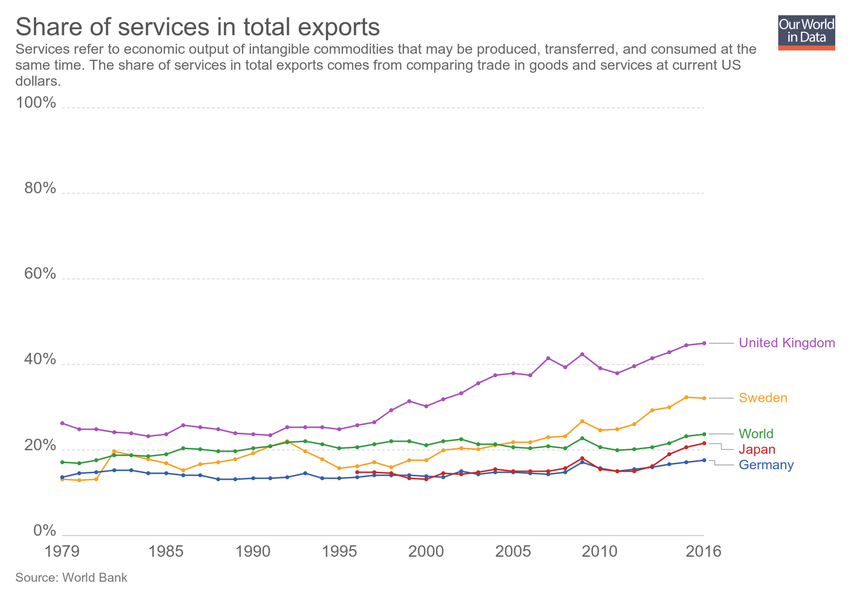 Share of services in total exports
Our World
in Data
Services refer to economic output of intangible commodities that may be produced, transferred, and consumed at the
same time. The share of services in total exports comes from comparing trade in goods and services at current US
dollars.
100%
80%
60%
40%
20%
0%
United Kingdom
Sweden
World
Japan
Germany
1979
1985
1990
1995
2000
2005
2010
2016
Source: World Bank